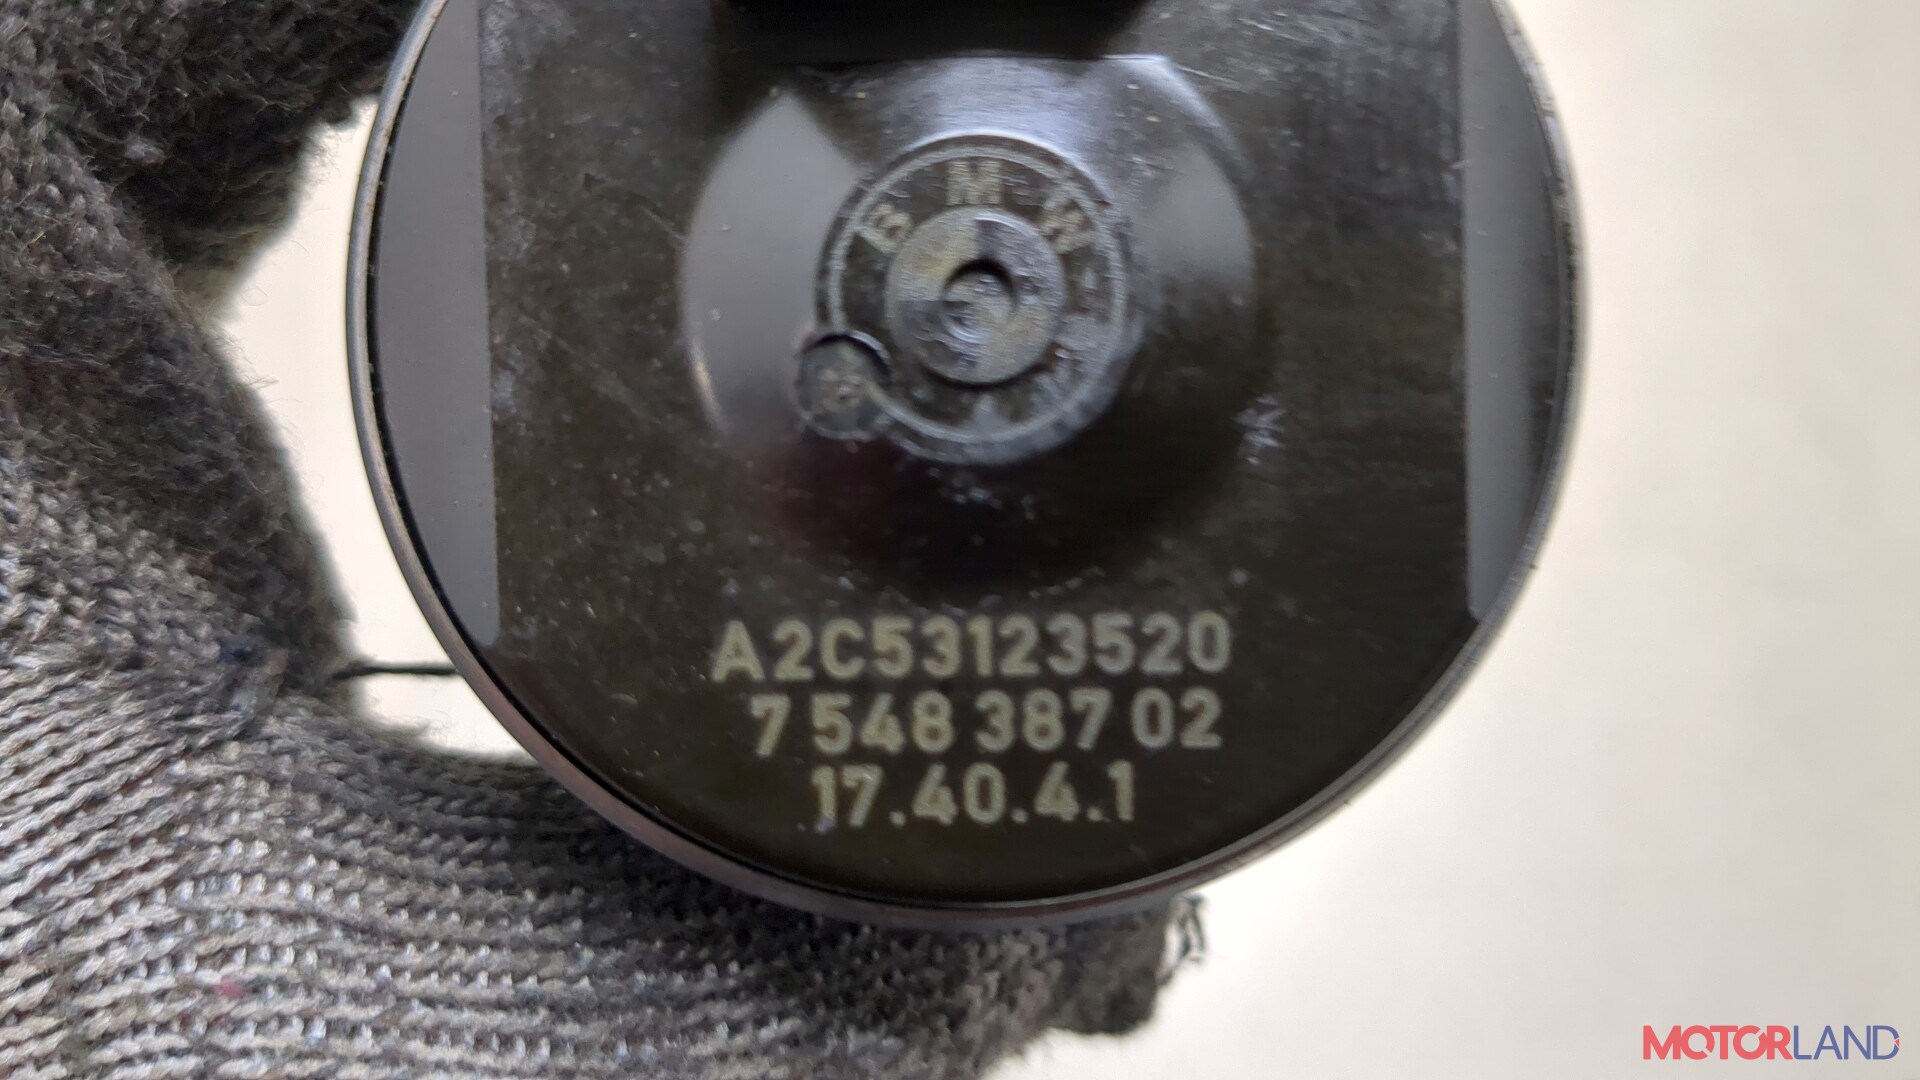 BMW
A2C53123520
7 548 387 02
17.40.4.1
MOTORLAND